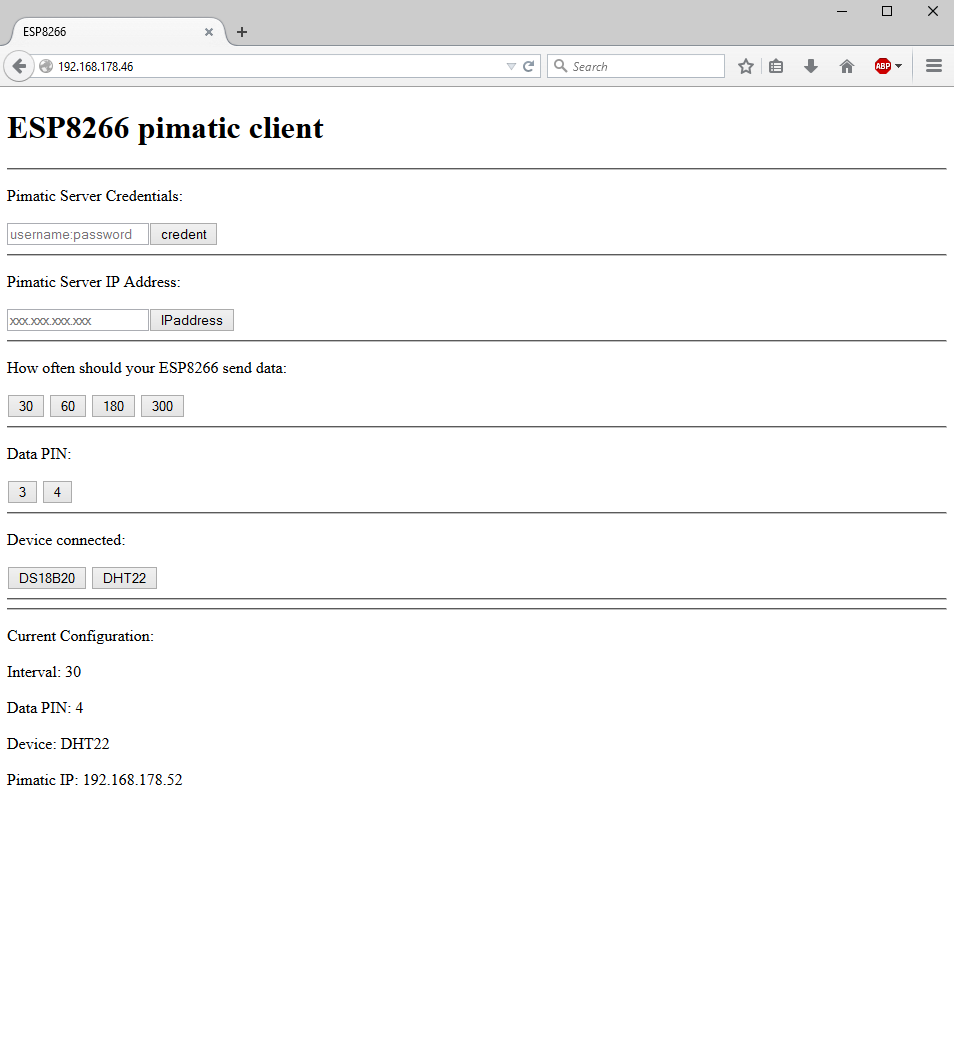 ESP8266
192.168.178.46
Search
ABP
ESP8266 pimatic client
Pimatic Server Credentials:
username:password credent
Pimatic Server IP Address:
xxx.xxx.xxx.xxx IPaddress
How often should your ESP8266 send data:
30 60 180 300
Data PIN:
3 4
Device connected:
DS18B20 DHT22
Current Configuration:
Interval: 30
Data PIN: 4
Device: DHT22
Pimatic IP: 192.168.178.52